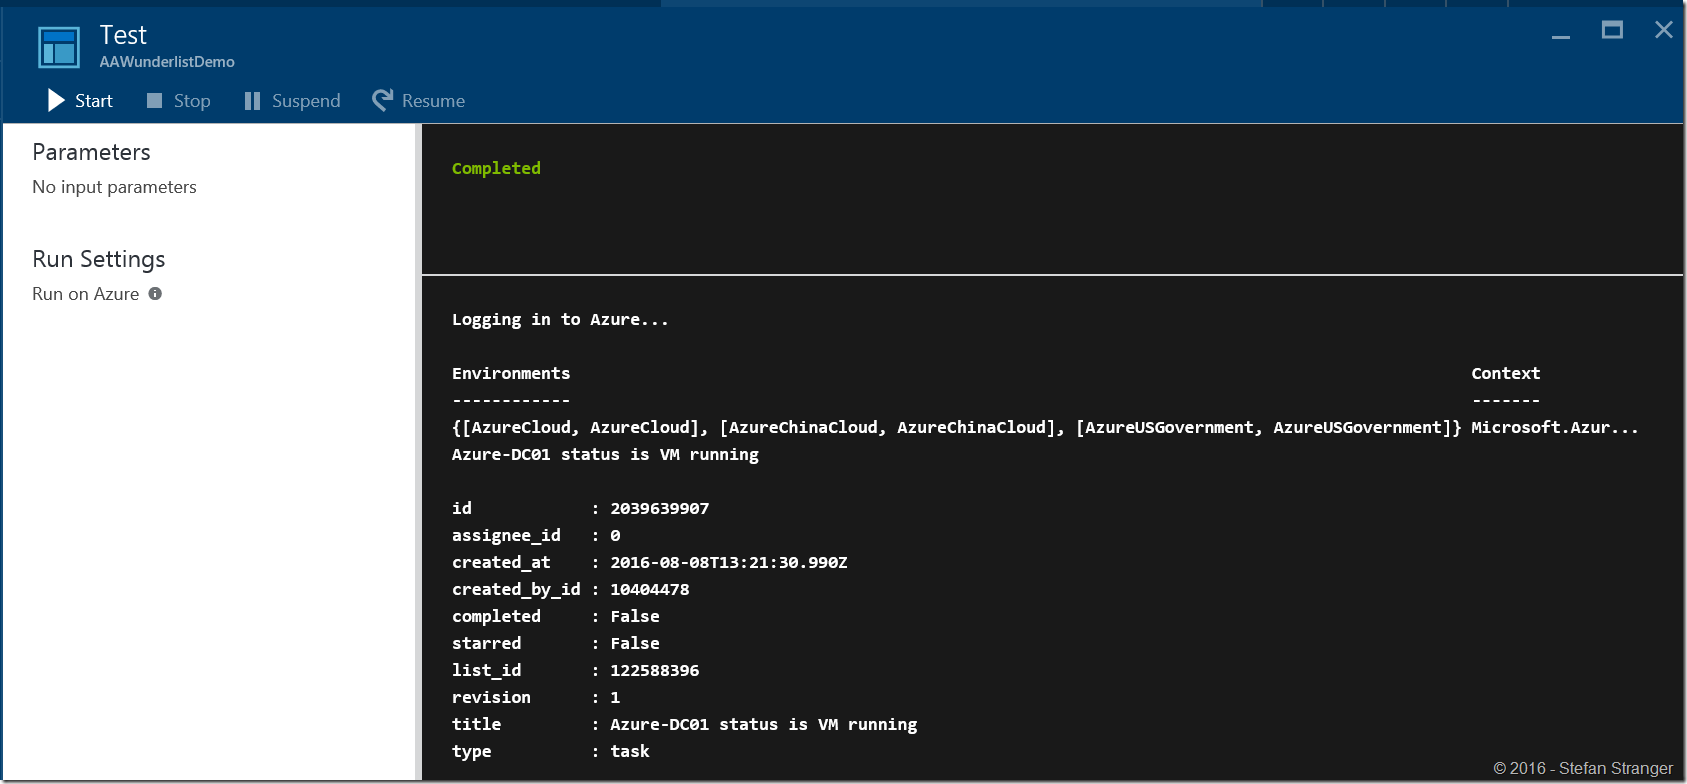 Test
AAWunderlistDemo
Start Stop Suspend Resume
Parameters
No input parameters
Run Settings
Run on Azure
Completed
Logging in to Azure...
Environments Context
------------ -------
{[AzureCloud, AzureCloud], [AzureChinaCloud, AzureChinaCloud], [AzureUSGovernment, AzureUSGovernment]} Microsoft.Azur...
Azure-DC01 status is VM running
id : 2039639907
assignee_id : 0
created_at : 2016-08-08T13:21:30.990Z
created_by_id : 10404478
completed : False
starred : False
list_id : 122588396
revision : 1
title : Azure-DC01 status is VM running
type : task
© 2016 - Stefan Stranger